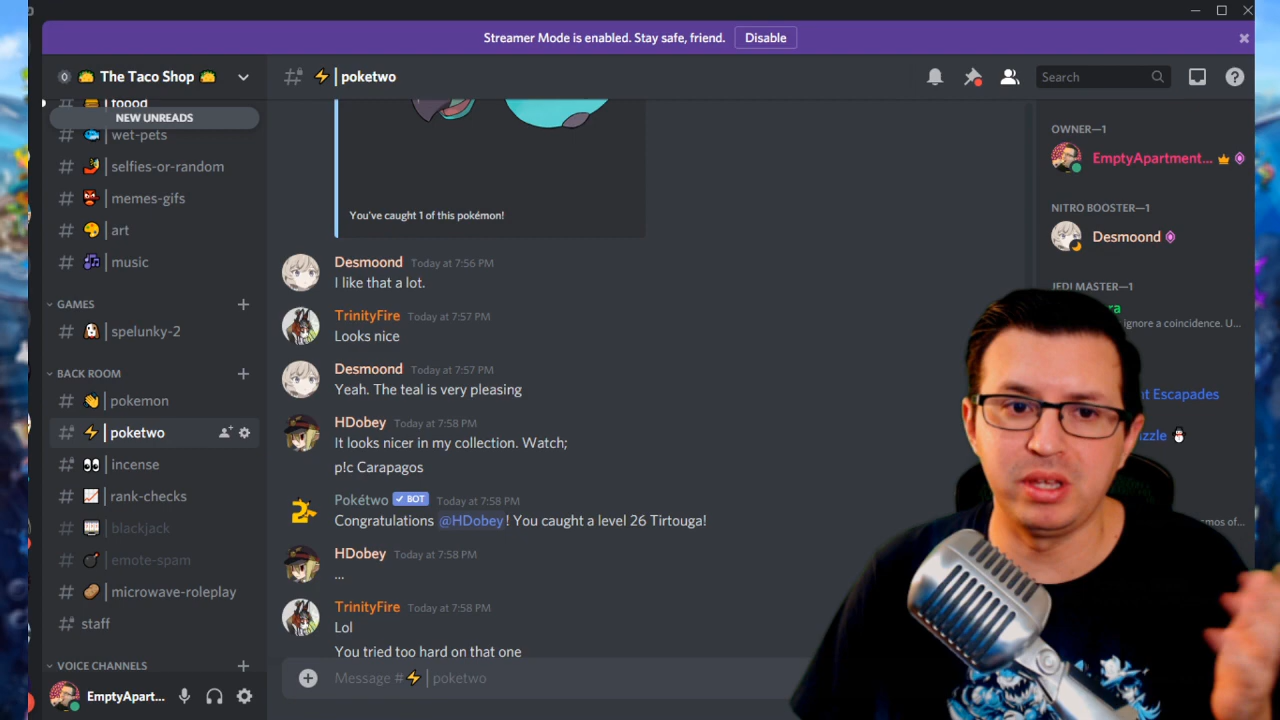 Streamer Mode is enabled. Stay safe, friend.
Disable
The Taco Shop
poketwo
Search
foood
NEW UNREADS
wet-pets
selfies-or-random
memes-gifs
art
music
GAMES
spelunky-2
BACK ROOM
pokemon
poketwo
incense
rank-checks
blackjack
emote-spam
microwave-roleplay
staff
VOICE CHANNELS
EmptyApart...
You've caught 1 of this pokémon!
Desmoond Today at 7:56 PM
I like that a lot.
TrinityFire Today at 7:57 PM
Looks nice
Desmoond Today at 7:57 PM
Yeah. The teal is very pleasing
HDobey Today at 7:58 PM
It looks nicer in my collection. Watch;
p!c Carapagos
Pokétwo BOT Today at 7:58 PM
Congratulations @HDobey! You caught a level 26 Tirtouga!
HDobey Today at 7:58 PM
...
TrinityFire Today at 7:58 PM
Lol
You tried too hard on that one
Message # poketwo
OWNER—1
EmptyApartment...
NITRO BOOSTER—1
Desmoond
JEDI MASTER—1
ignore a coincidence. U...
Escapades